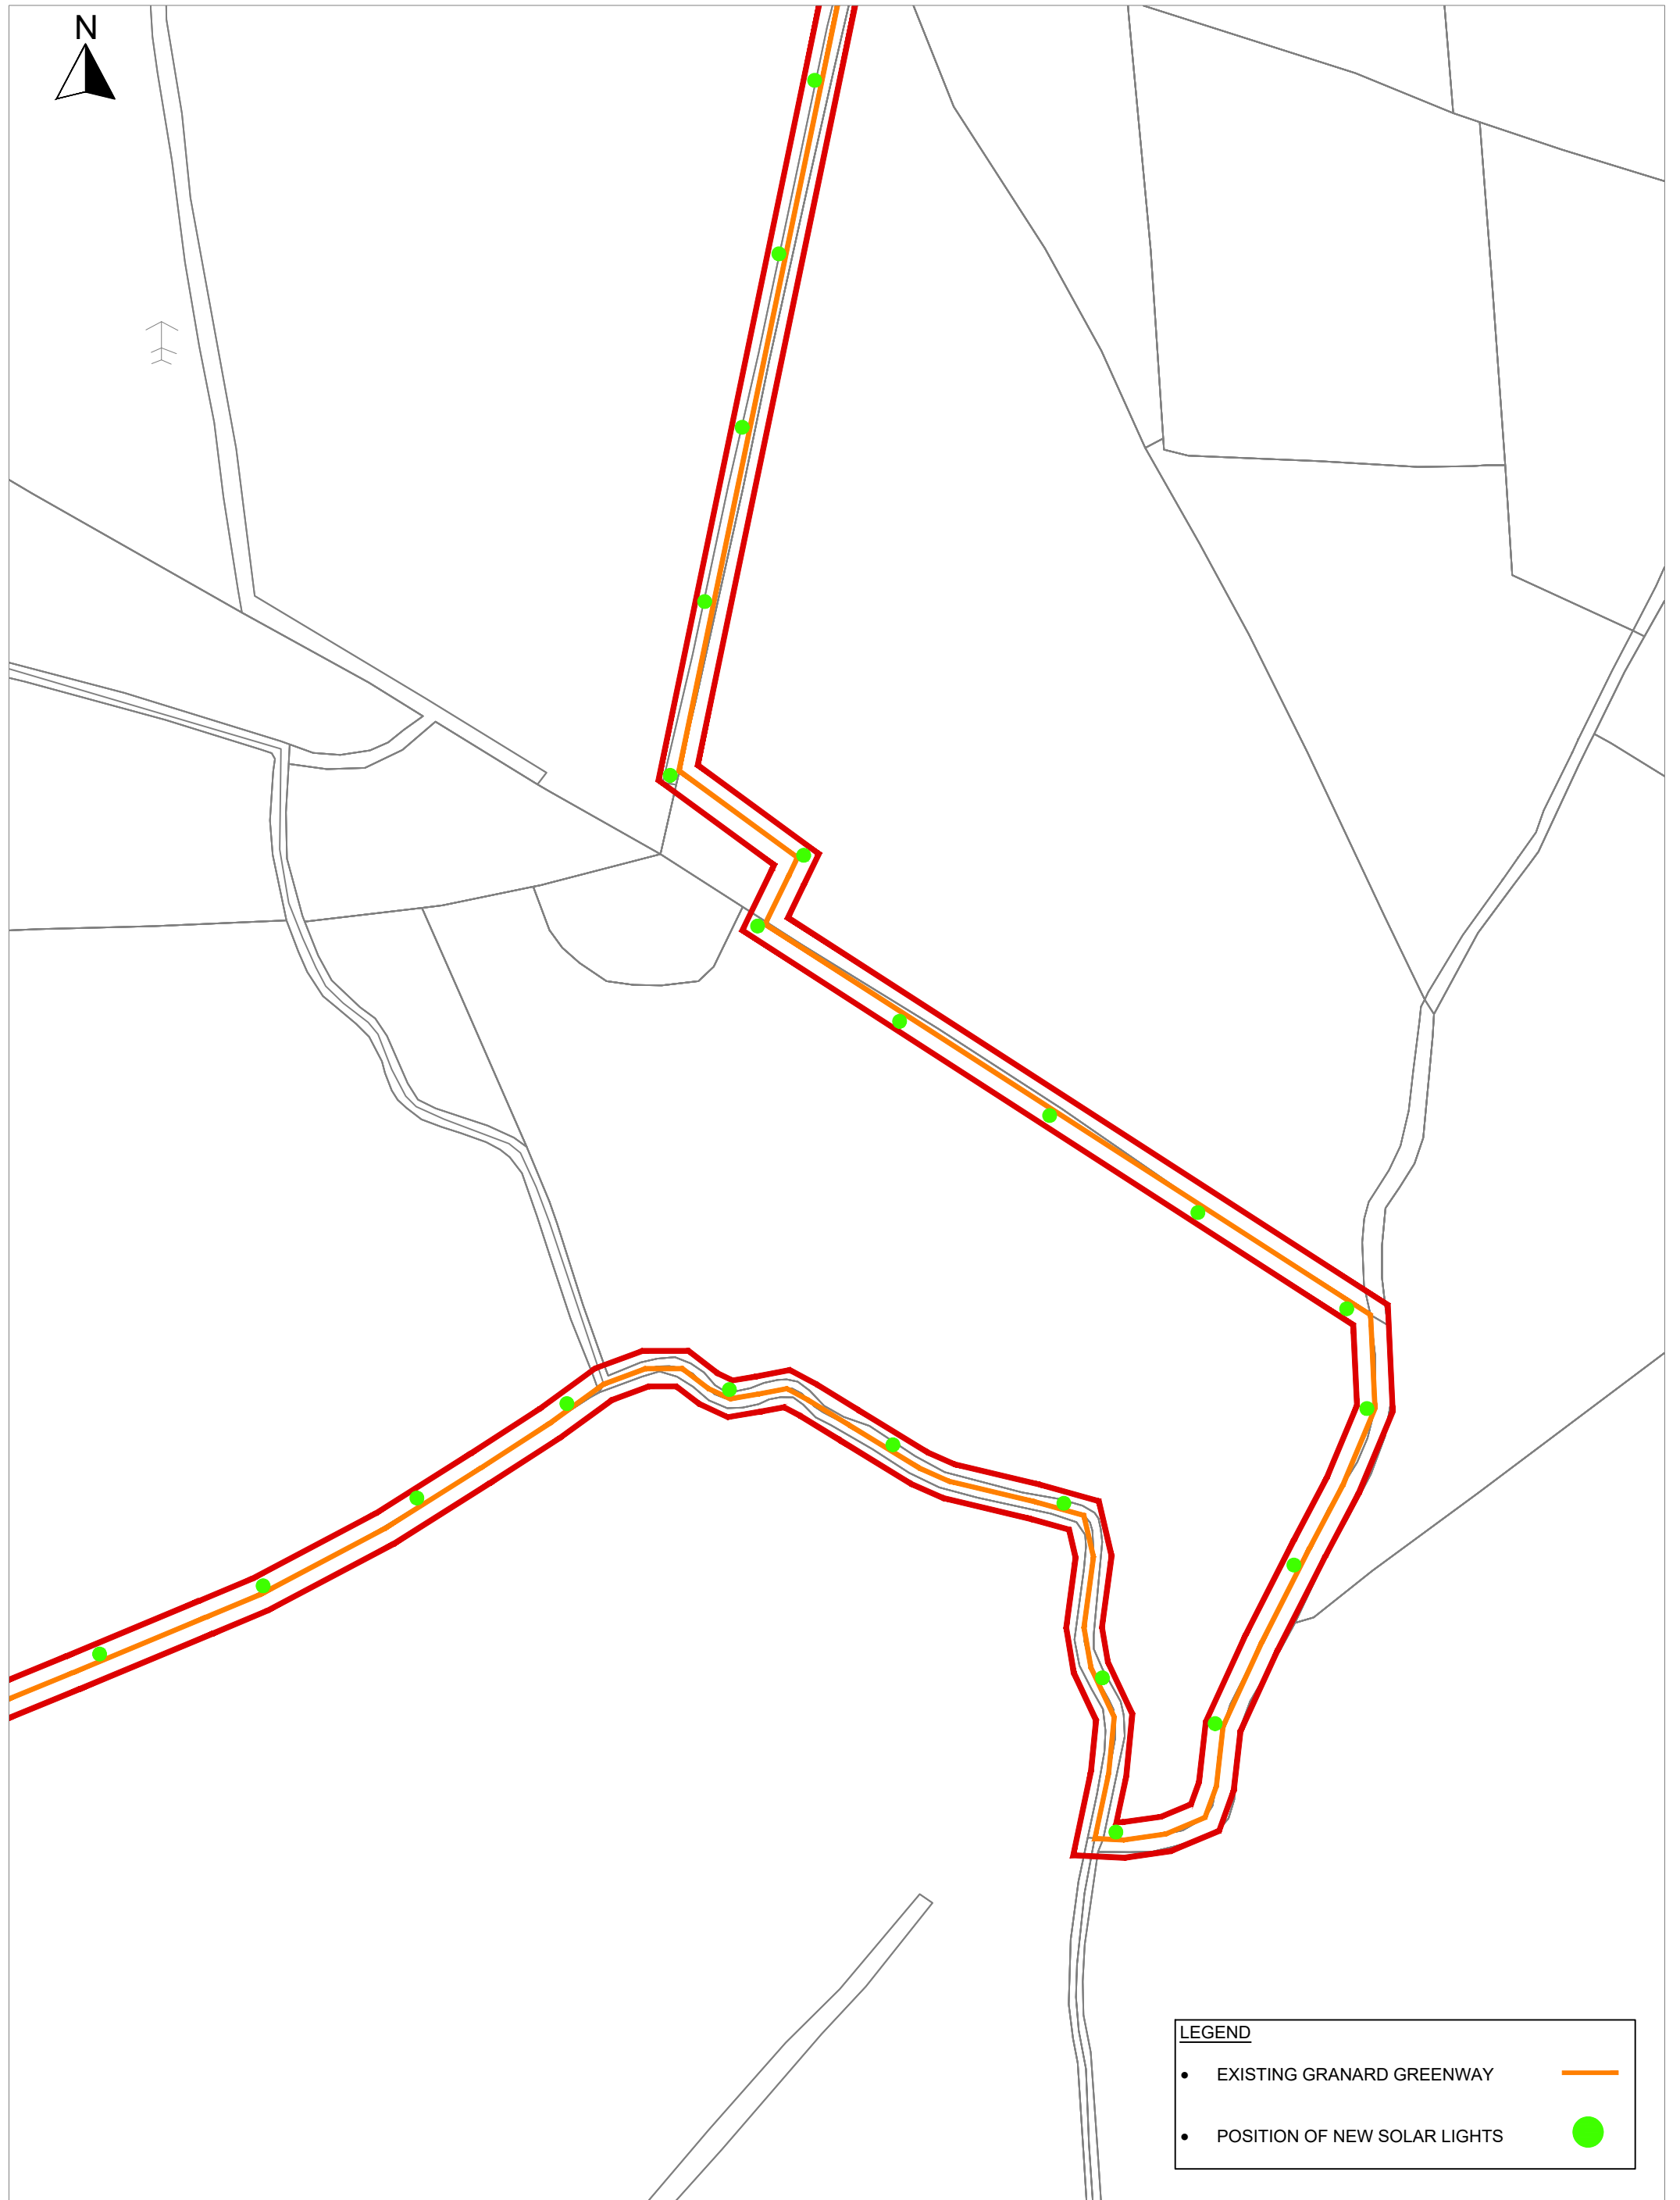 N
LEGEND
• EXISTING GRANARD GREENWAY
• POSITION OF NEW SOLAR LIGHTS